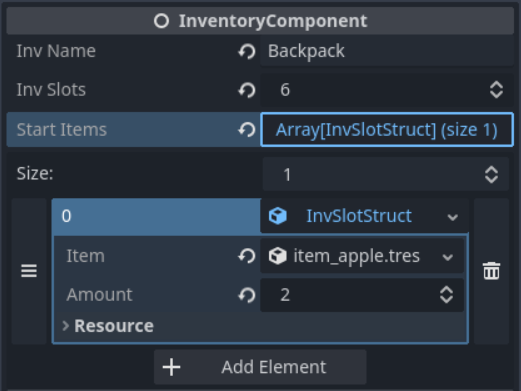 InventoryComponent
Inv Name Backpack
Inv Slots 6
Start Items Array[InvSlotStruct] (size 1)
Size: 1
0 InvSlotStruct
Item item_apple.tres
Amount 2
Resource
Add Element